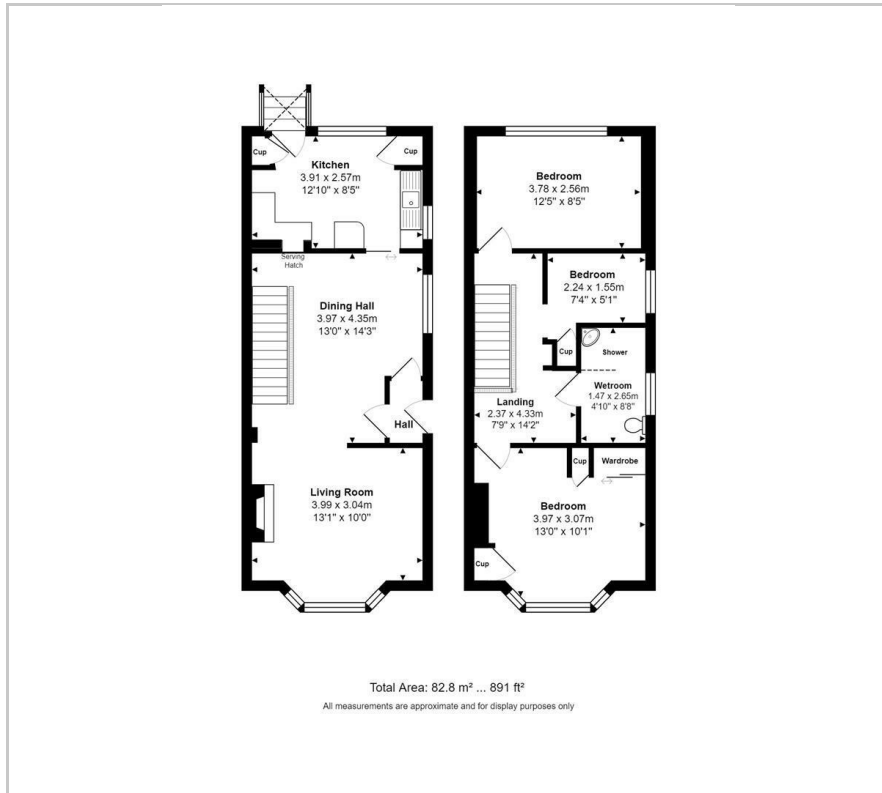 Cup
Kitchen
3.91 x 2.57m
12'10" x 8'5"
Cup
Serving
Hatch
Dining Hall
3.97 x 4.35m
13'0" x 14'3"
Hall
Living Room
3.99 x 3.04m
13'1" x 10'0"
Bedroom
3.78 x 2.56m
12'5" x 8'5"
Bedroom
2.24 x 1.55m
7'4" x 5'1"
Cup
Shower
Wetroom
1.47 x 2.65m
4'10" x 8'8"
Landing
2.37 x 4.33m
7'9" x 14'2"
Cup
Wardrobe
Bedroom
3.97 x 3.07m
13'0" x 10'1"
Cup
Total Area: 82.8 m² ... 891 ft²
All measurements are approximate and for display purposes only